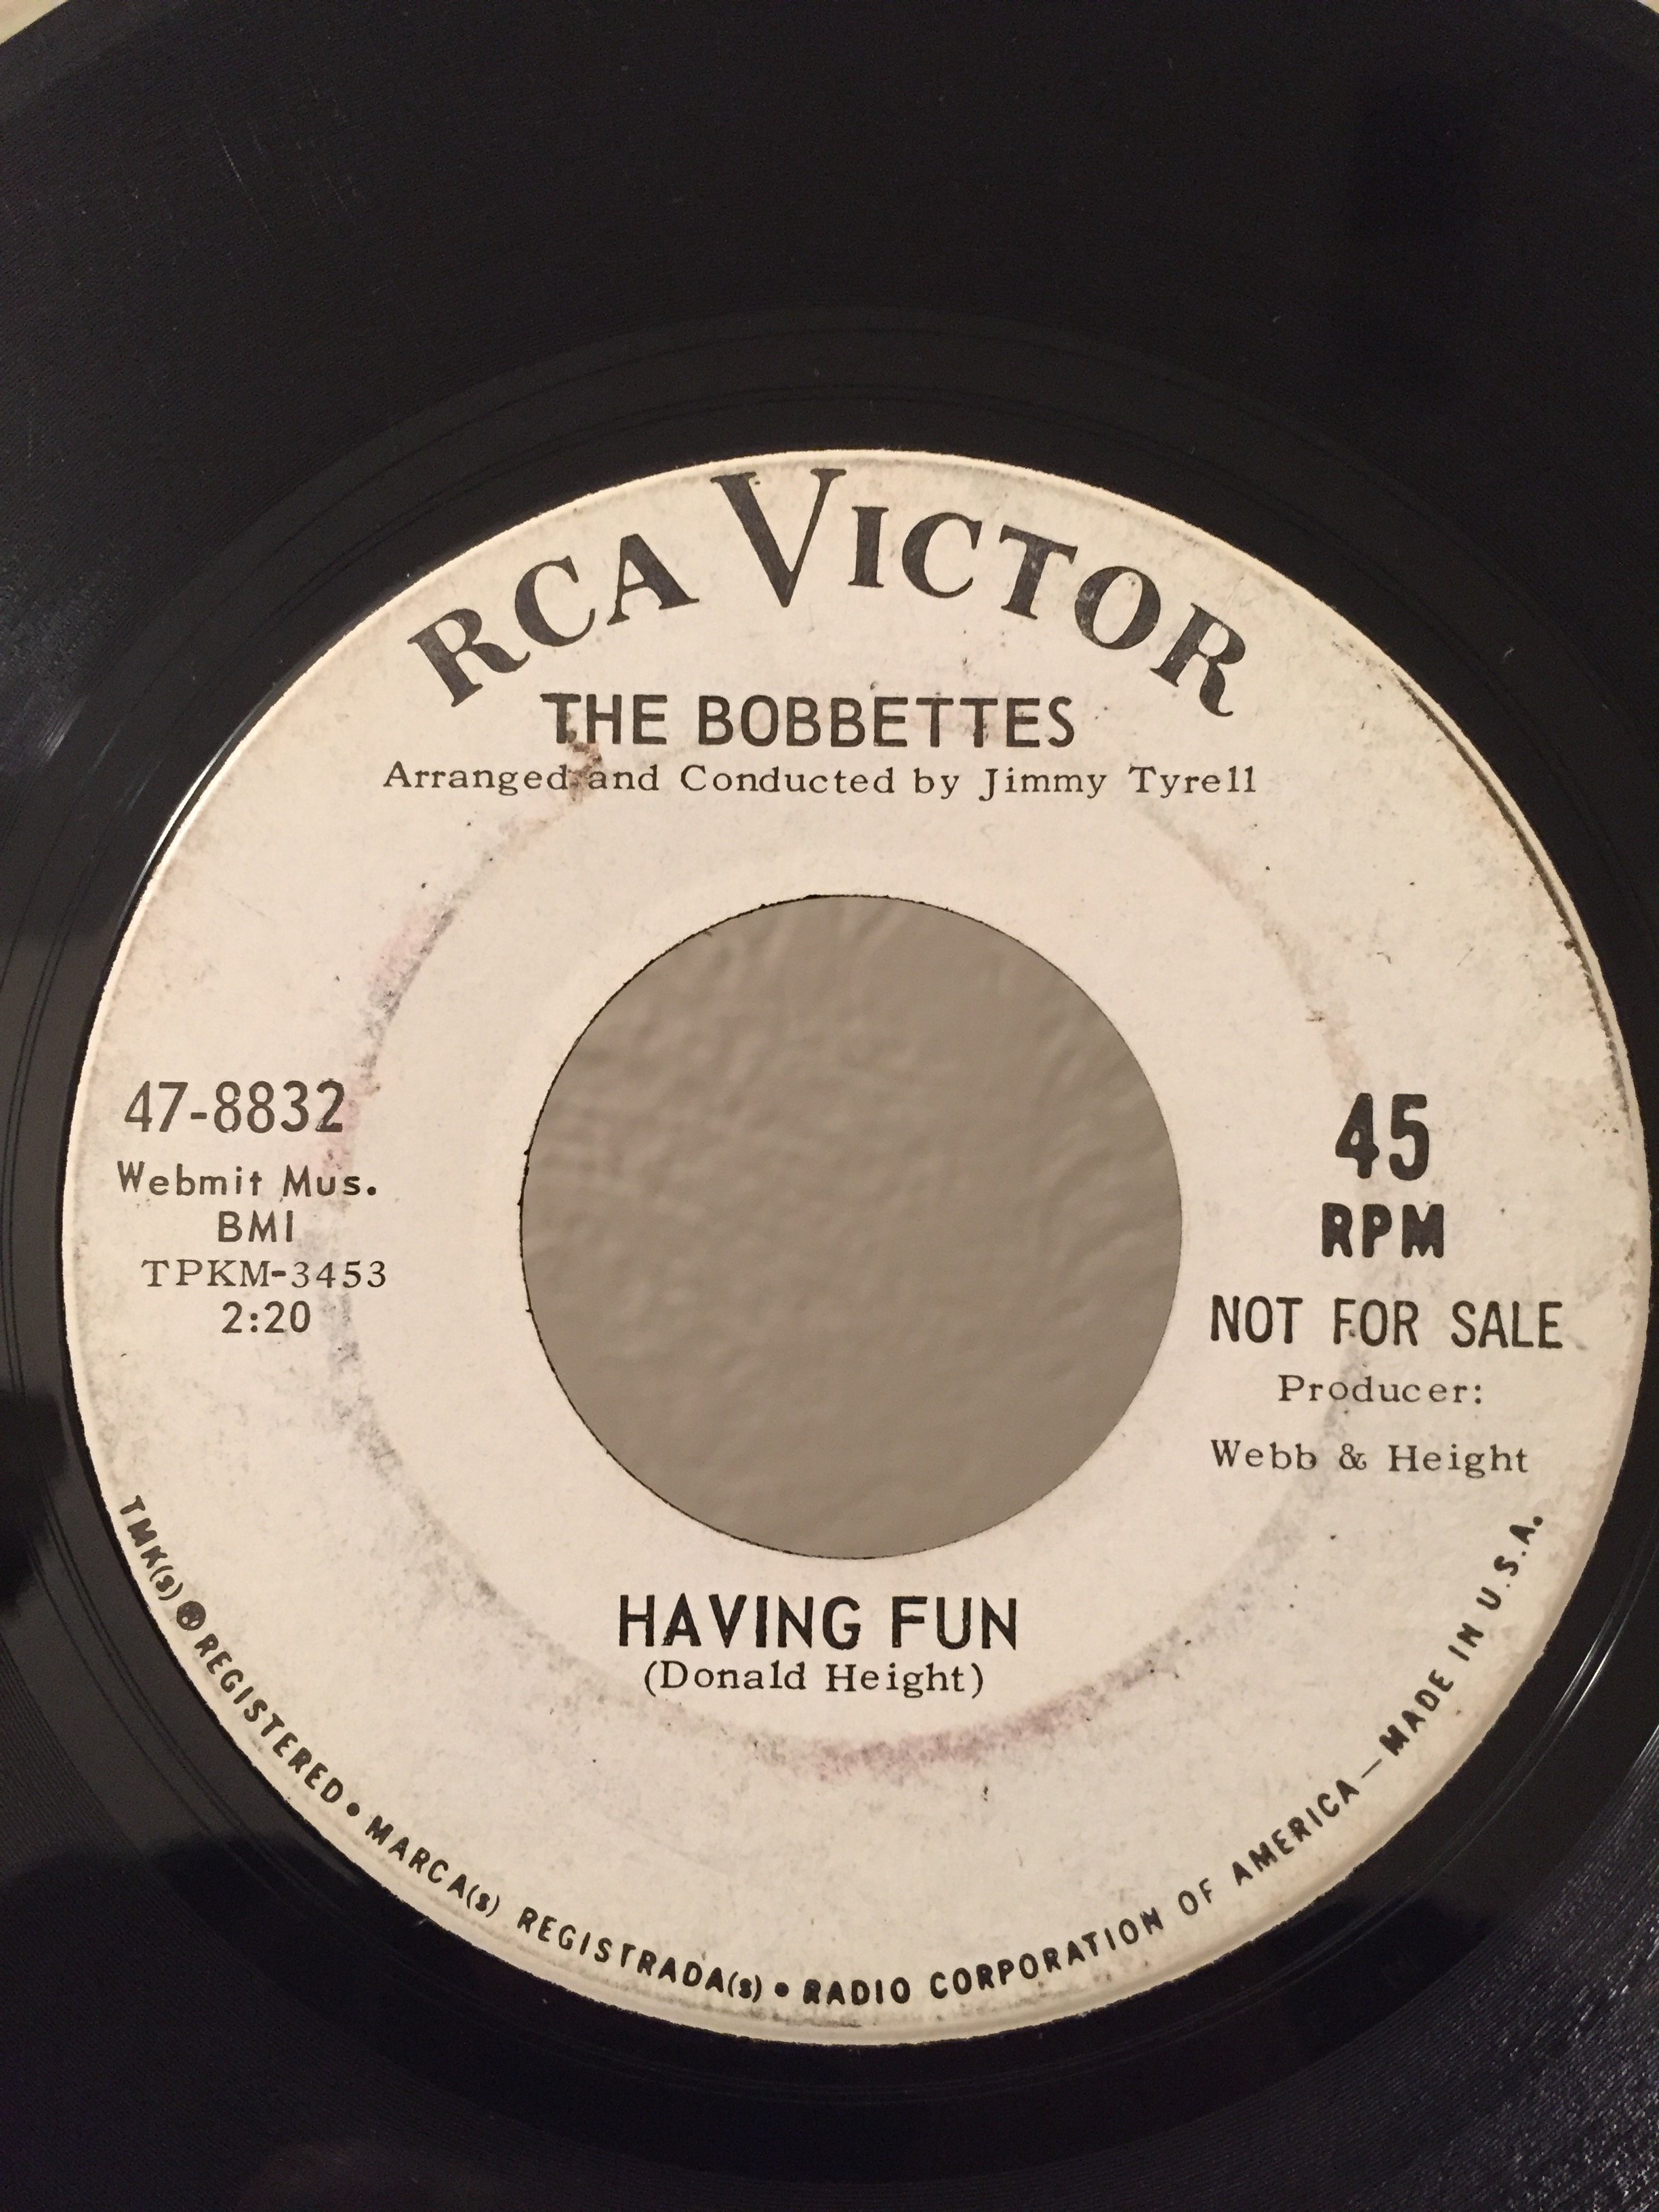 RCA VICTOR
THE BOBBETTES
Arranged and Conducted by Jimmy Tyrell
47-8832
Webmit Mus.
BMI
TPKM-3453
2:20
45
RPM
NOT FOR SALE
Producer:
Webb & Height
HAVING FUN
(Donald Height)
TMK(s) ® REGISTERED • MARCA(s) REGISTRADA(s) • RADIO CORPORATION OF AMERICA — MADE IN U.S.A.